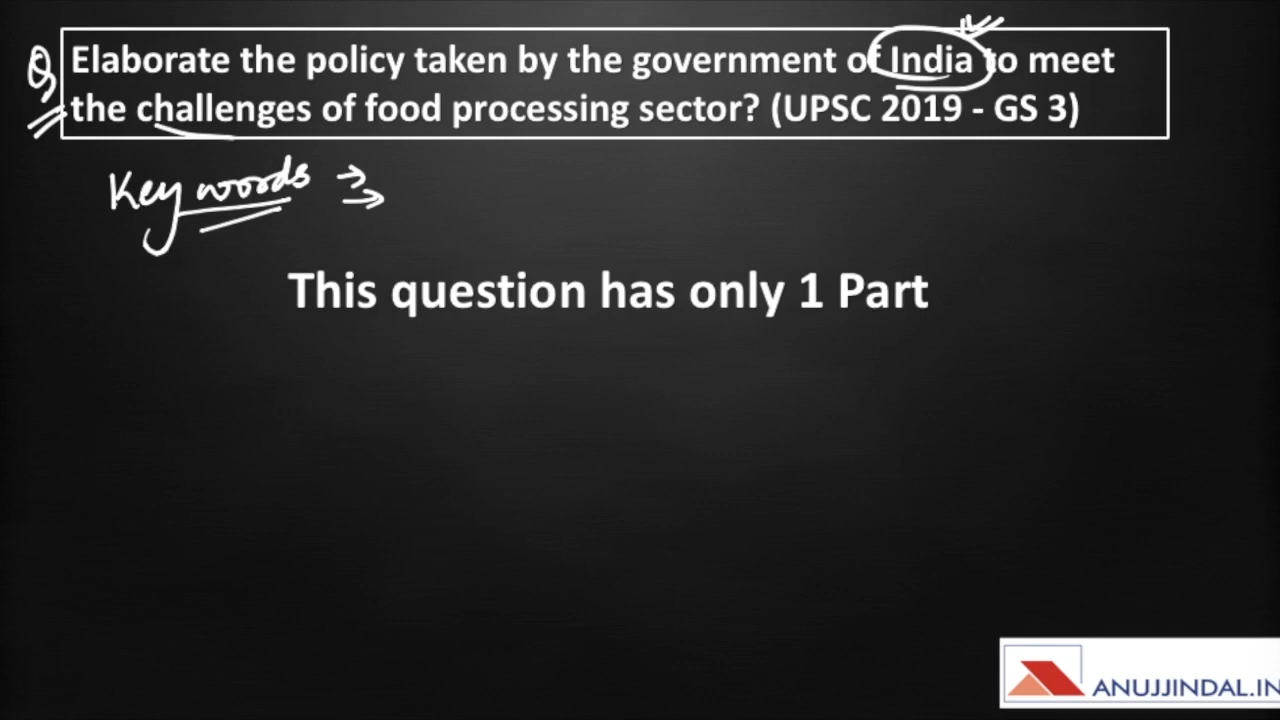 Q
Elaborate the policy taken by the government of India to meet
the challenges of food processing sector? (UPSC 2019 - GS 3)
Key words →
→
This question has only 1 Part
ANUJJINDAL.IN